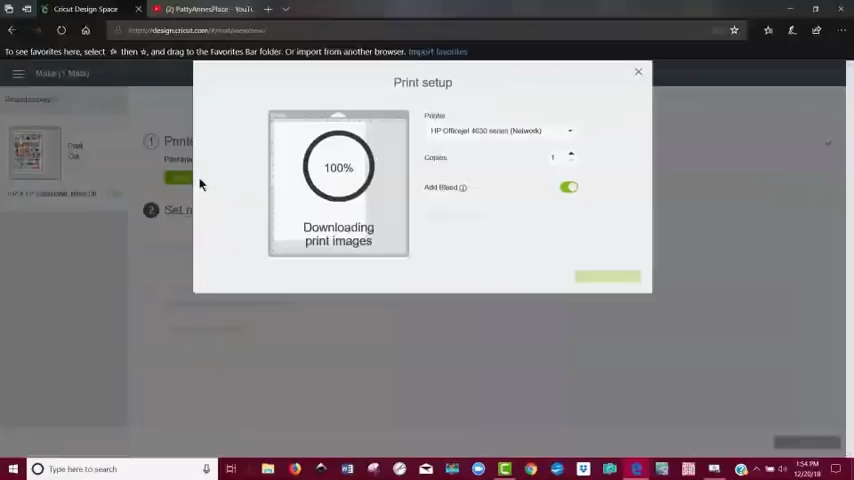 Cricut Design Space
(2) PattyAnnesPlace - YouTu
https://design.cricut.com/#/
To see favorites here, select ☆ then ☆, and drag to the Favorites Bar folder. Or import from another browser. Import favorites
Make (1 Mats)
Print setup
Printer
HP Officejet 4630 series (Network)
Copies
1
Add Bleed
100%
Downloading
print images
1
Print
Cut
2
Type here to search
1:54 PM
12/20/18